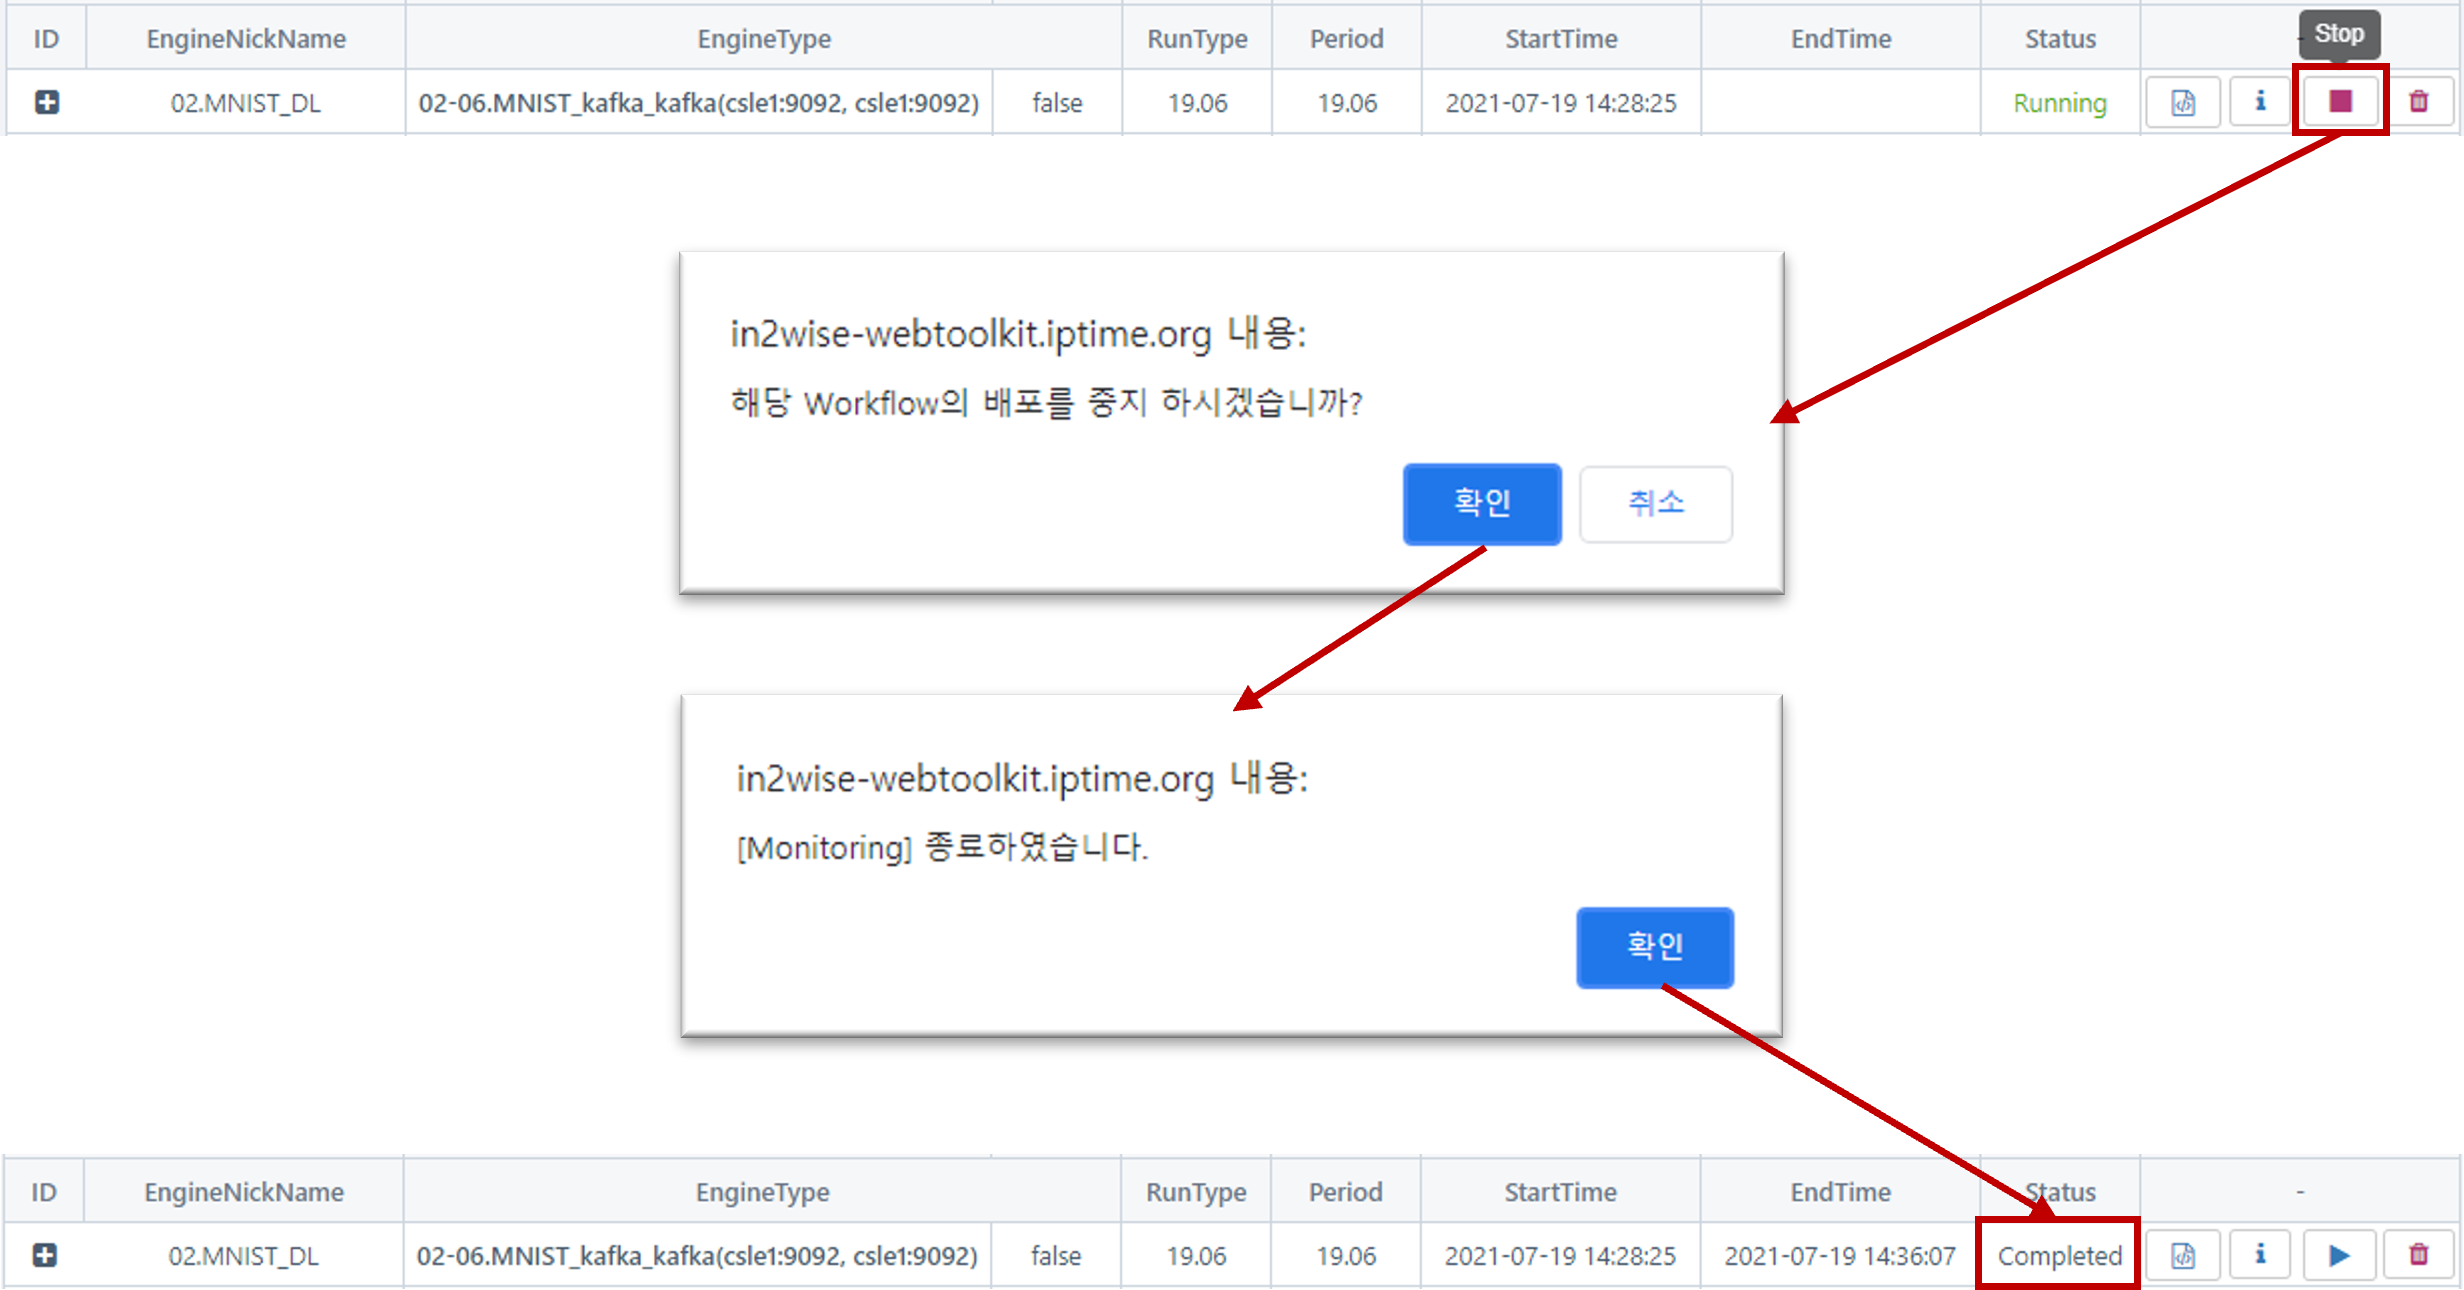 ID EngineNickName EngineType RunType Period StartTime EndTime Status - Stop
02.MNIST_DL 02-06.MNIST_kafka_kafka(csle1:9092, csle1:9092) false 19.06 19.06 2021-07-19 14:28:25 Running
in2wise-webtoolkit.iptime.org 내용:
해당 Workflow의 배포를 중지 하시겠습니까?
확인 취소
in2wise-webtoolkit.iptime.org 내용:
[Monitoring] 종료하였습니다.
확인
ID EngineNickName EngineType RunType Period StartTime EndTime Status -
02.MNIST_DL 02-06.MNIST_kafka_kafka(csle1:9092, csle1:9092) false 19.06 19.06 2021-07-19 14:28:25 2021-07-19 14:36:07 Completed